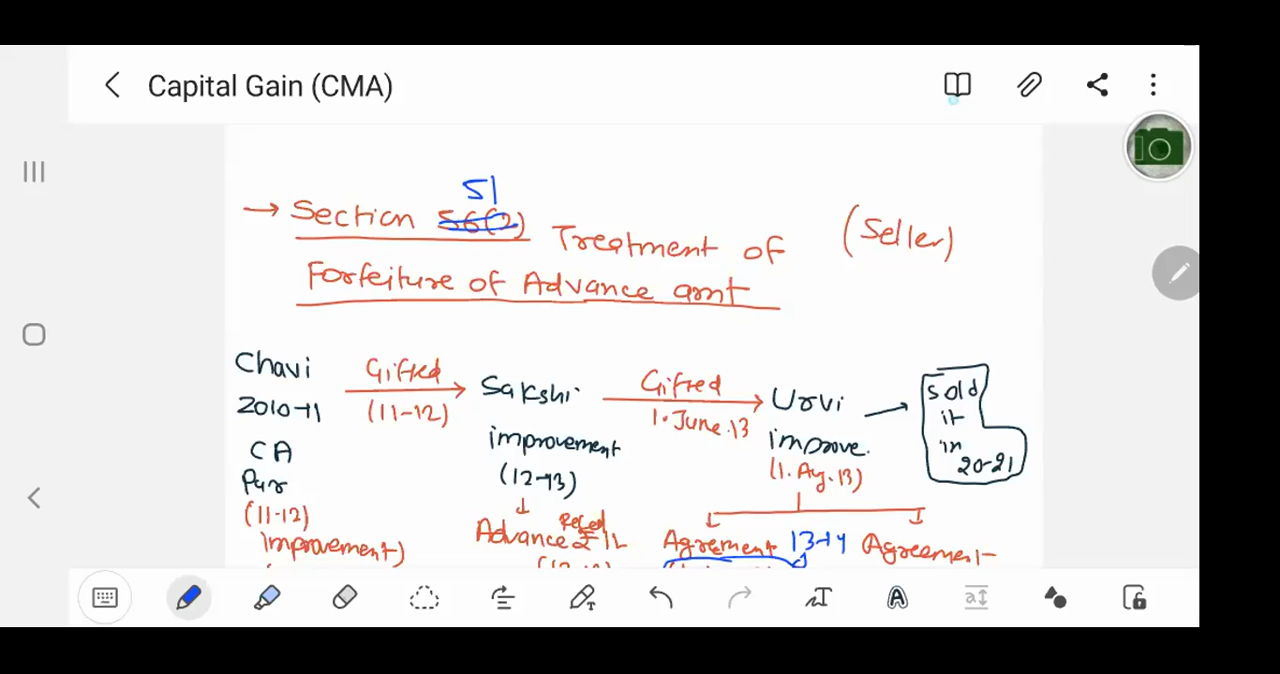 Capital Gain (CMA)
51
→ Section 56(2) Treatment of (Seller)
Forfeiture of Advance amt
Chavi Gifted Sakshi Gifted Urvi sold
2010-11 (11-12) 1.June.13 it
CA improvement improve. in
Pur (12-13) (1.Aug.13) 20-21
(11-12) Advance Reced ₹1L Agreement 13-14 Agreement
improvement)